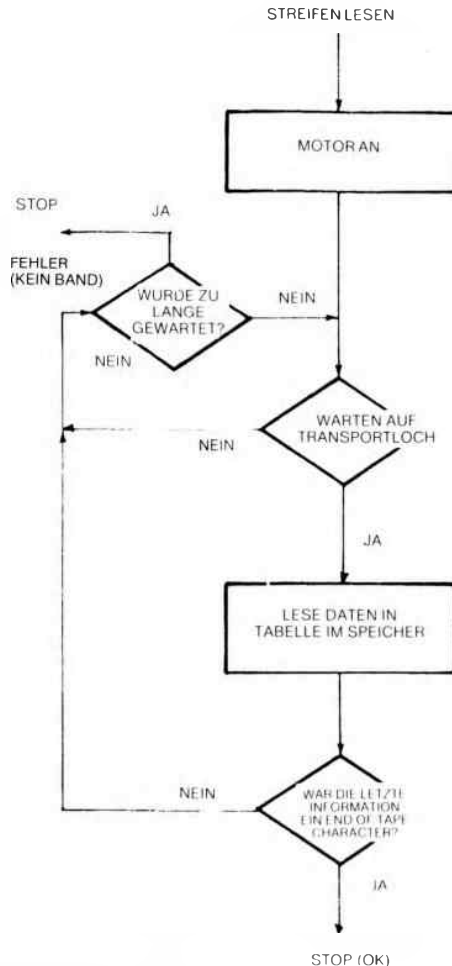 STREIFEN LESEN
MOTOR AN
STOP
JA
FEHLER
(KEIN BAND)
WURDE ZU
LANGE
GEWARTET?
NEIN
NEIN
WARTEN AUF
TRANSPORTLOCH
NEIN
JA
LESE DATEN IN
TABELLE IM SPEICHER
NEIN
WAR DIE LETZTE
INFORMATION
EIN END OF TAPE
CHARACTER?
JA
STOP (OK)